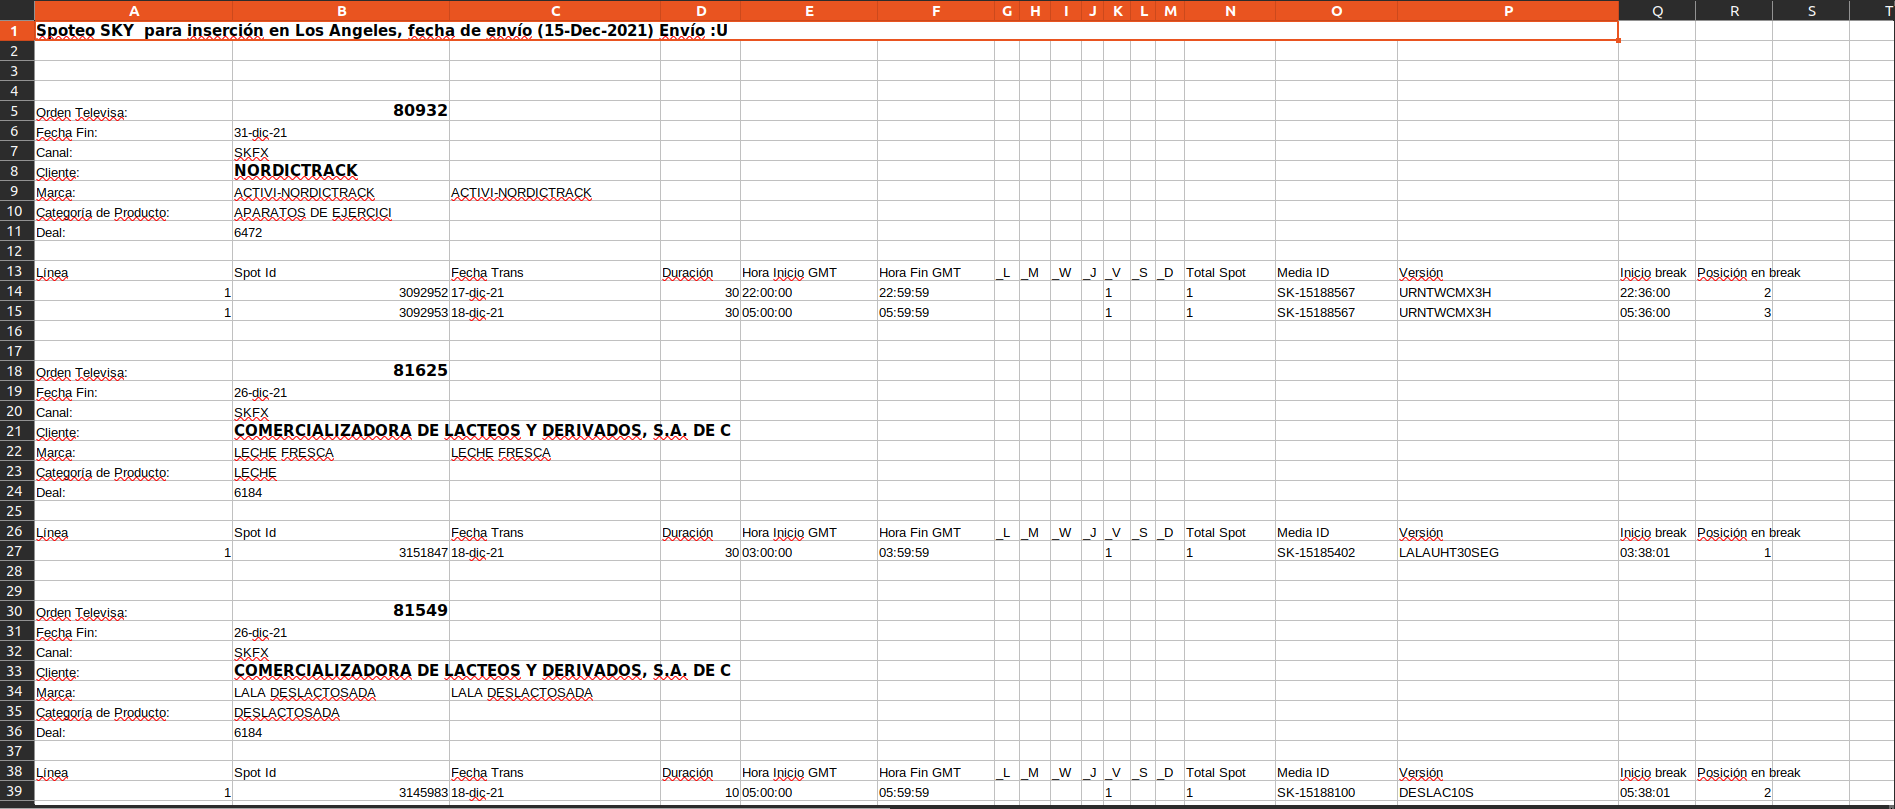 A B C D E F G H I J K L M N O P Q R S T
1 Spoteo SKY para inserción en Los Angeles, fecha de envío (15-Dec-2021) Envío :U
2
3
4
5 Orden Televisa: 80932
6 Fecha Fin: 31-dic-21
7 Canal: SKFX
8 Cliente: NORDICTRACK
9 Marca: ACTIVI-NORDICTRACK ACTIVI-NORDICTRACK
10 Categoría de Producto: APARATOS DE EJERCICI
11 Deal: 6472
12
13 Línea Spot Id Fecha Trans Duración Hora Inicio GMT Hora Fin GMT _L _M _W _J _V _S _D Total Spot Media ID Versión Inicio break Posición en break
14 1 3092952 17-dic-21 30 22:00:00 22:59:59 1 1 SK-15188567 URNTWCMX3H 22:36:00 2
15 1 3092953 18-dic-21 30 05:00:00 05:59:59 1 1 SK-15188567 URNTWCMX3H 05:36:00 3
16
17
18 Orden Televisa: 81625
19 Fecha Fin: 26-dic-21
20 Canal: SKFX
21 Cliente: COMERCIALIZADORA DE LACTEOS Y DERIVADOS, S.A. DE C
22 Marca: LECHE FRESCA LECHE FRESCA
23 Categoría de Producto: LECHE
24 Deal: 6184
25
26 Línea Spot Id Fecha Trans Duración Hora Inicio GMT Hora Fin GMT _L _M _W _J _V _S _D Total Spot Media ID Versión Inicio break Posición en break
27 1 3151847 18-dic-21 30 03:00:00 03:59:59 1 1 SK-15185402 LALAUHT30SEG 03:38:01 1
28
29
30 Orden Televisa: 81549
31 Fecha Fin: 26-dic-21
32 Canal: SKFX
33 Cliente: COMERCIALIZADORA DE LACTEOS Y DERIVADOS, S.A. DE C
34 Marca: LALA DESLACTOSADA LALA DESLACTOSADA
35 Categoría de Producto: DESLACTOSADA
36 Deal: 6184
37
38 Línea Spot Id Fecha Trans Duración Hora Inicio GMT Hora Fin GMT _L _M _W _J _V _S _D Total Spot Media ID Versión Inicio break Posición en break
39 1 3145983 18-dic-21 10 05:00:00 05:59:59 1 1 SK-15188100 DESLAC10S 05:38:01 2